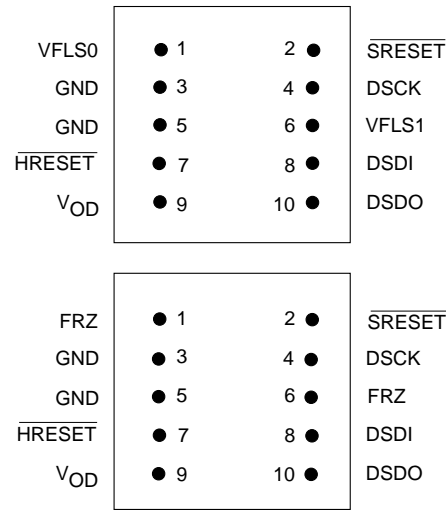 VFLS0 1 2 SRESET
GND 3 4 DSCK
GND 5 6 VFLS1
HRESET 7 8 DSDI
VOD 9 10 DSDO
FRZ 1 2 SRESET
GND 3 4 DSCK
GND 5 6 FRZ
HRESET 7 8 DSDI
VOD 9 10 DSDO